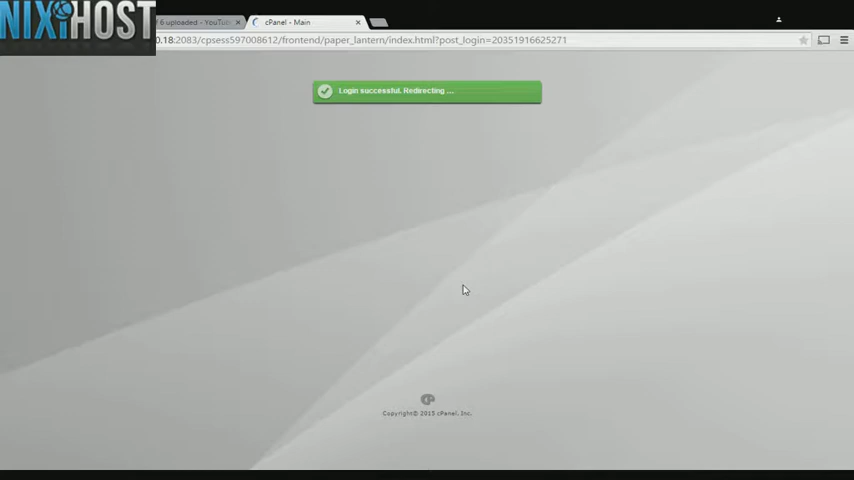 NIXIHOST
6 uploaded - YouTub
cPanel - Main
0.18:2083/cpsess597008612/frontend/paper_lantern/index.html?post_login=20351916625271
Login successful. Redirecting ...
Copyright© 2015 cPanel, Inc.